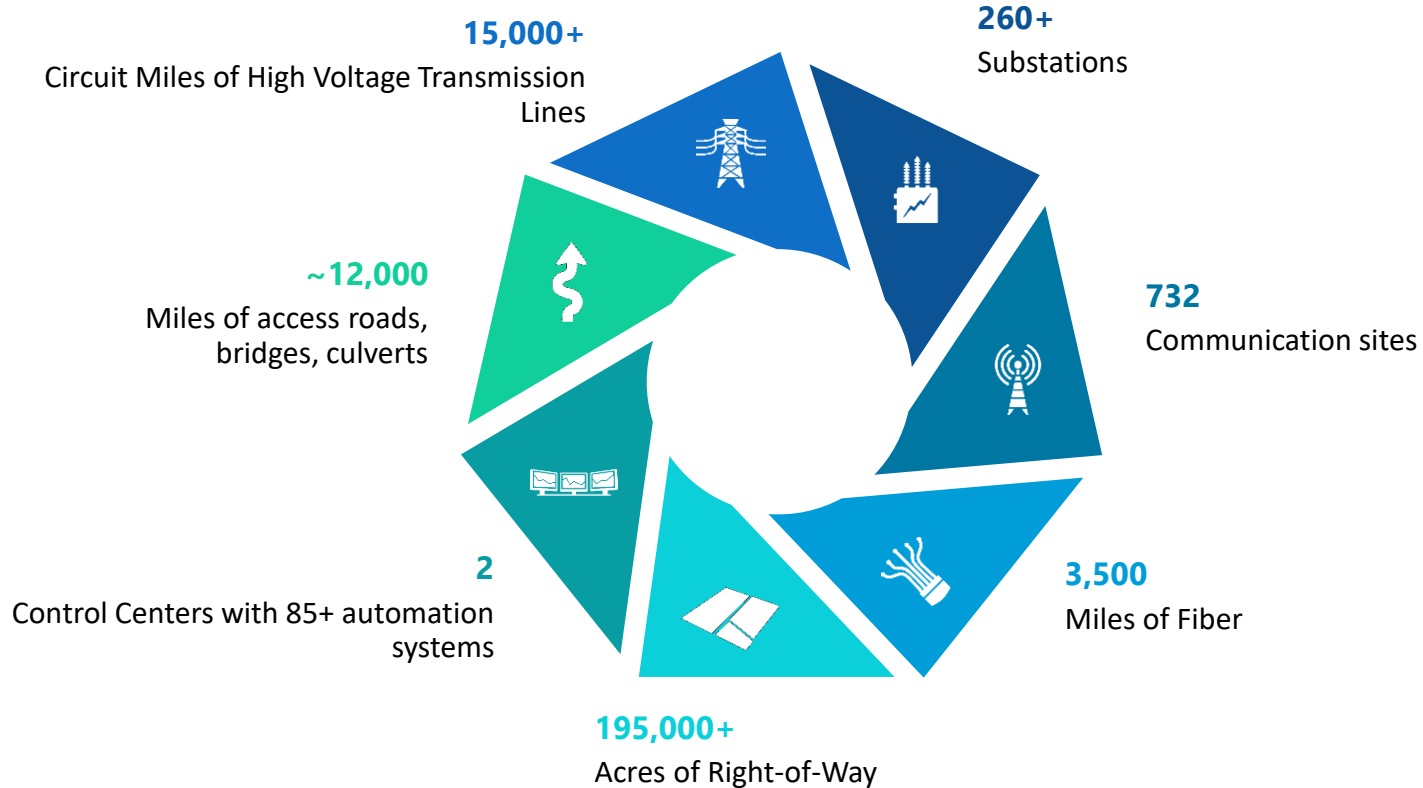 15,000+
Circuit Miles of High Voltage Transmission
Lines
260+
Substations
732
Communication sites
3,500
Miles of Fiber
195,000+
Acres of Right-of-Way
2
Control Centers with 85+ automation
systems
~12,000
Miles of access roads,
bridges, culverts